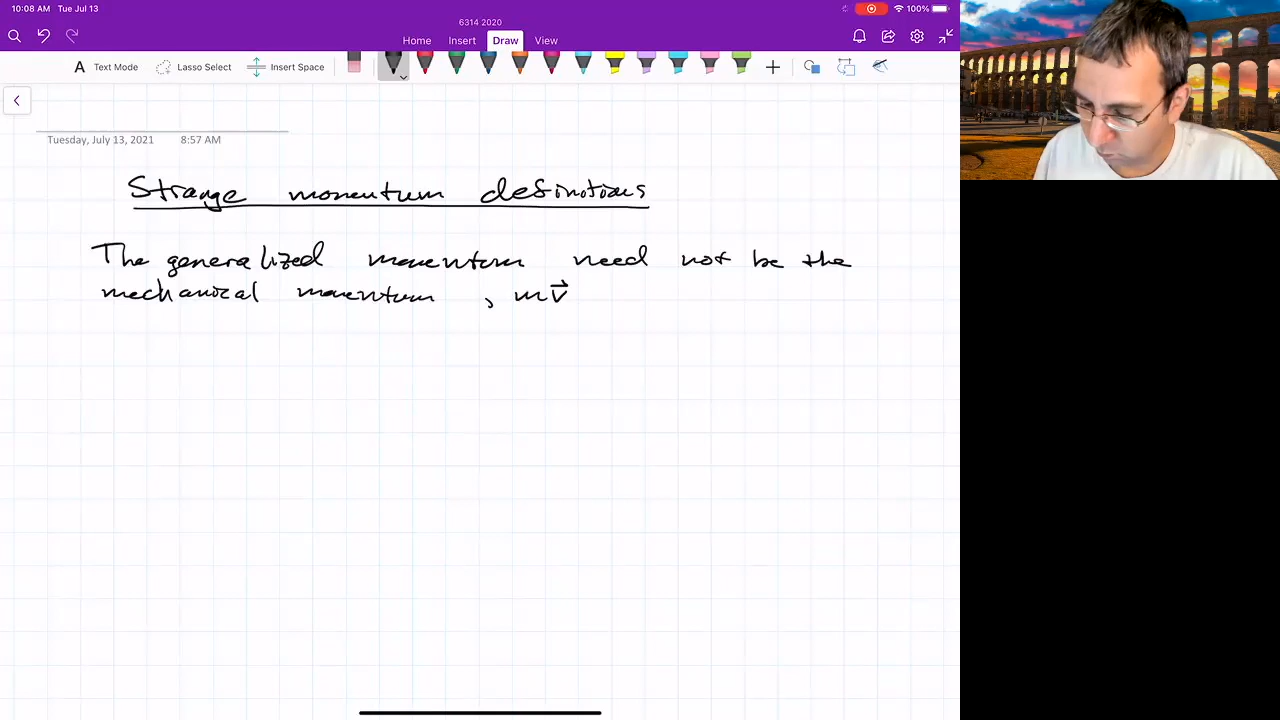 10:08 AM Tue Jul 13 100%
6314 2020
Home Insert Draw View
A Text Mode Lasso Select Insert Space
Tuesday, July 13, 2021 8:57 AM
Strange momentum definitions
The generalized momentum need not be the
mechanical momentum , mv⃗